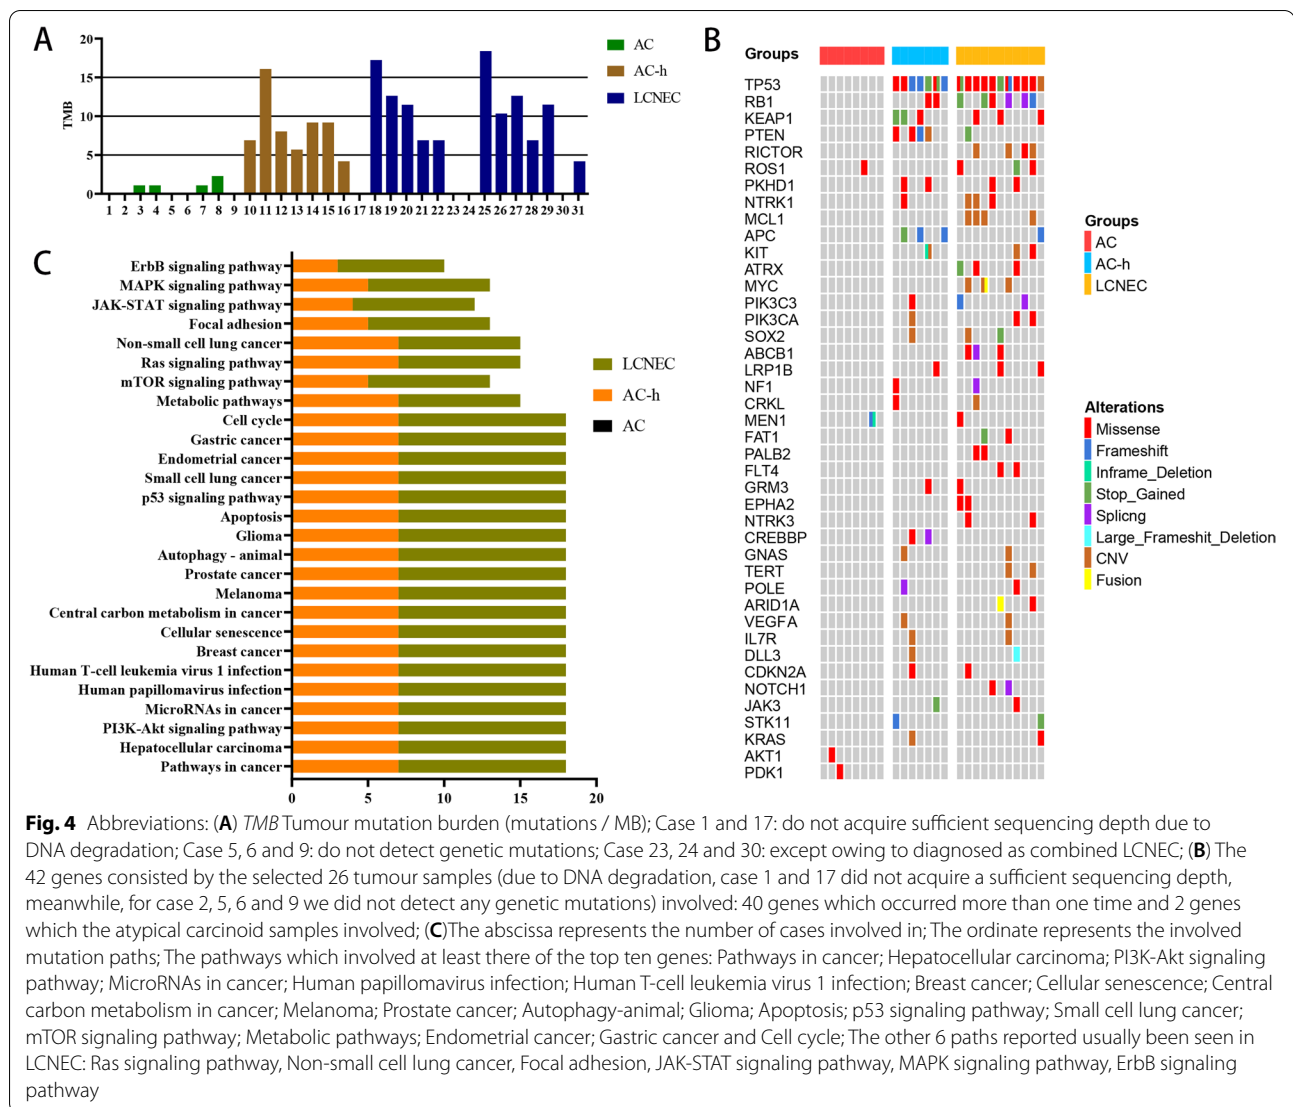 A
TMB
20
15
10
5
0
1 2 3 4 5 6 7 8 9 10 11 12 13 14 15 16 17 18 19 20 21 22 23 24 25 26 27 28 29 30 31
AC
AC-h
LCNEC
B
Groups
TP53
RB1
KEAP1
PTEN
RICTOR
ROS1
PKHD1
NTRK1
MCL1
APC
KIT
ATRX
MYC
PIK3C3
PIK3CA
SOX2
ABCB1
LRP1B
NF1
CRKL
MEN1
FAT1
PALB2
FLT4
GRM3
EPHA2
NTRK3
CREBBP
GNAS
TERT
POLE
ARID1A
VEGFA
IL7R
DLL3
CDKN2A
NOTCH1
JAK3
STK11
KRAS
AKT1
PDK1
Groups
AC
AC-h
LCNEC
Alterations
Missense
Frameshift
Inframe_Deletion
Stop_Gained
Splicng
Large_Frameshit_Deletion
CNV
Fusion
C
ErbB signaling pathway
MAPK signaling pathway
JAK-STAT signaling pathway
Focal adhesion
Non-small cell lung cancer
Ras signaling pathway
mTOR signaling pathway
Metabolic pathways
Cell cycle
Gastric cancer
Endometrial cancer
Small cell lung cancer
p53 signaling pathway
Apoptosis
Glioma
Autophagy - animal
Prostate cancer
Melanoma
Central carbon metabolism in cancer
Cellular senescence
Breast cancer
Human T-cell leukemia virus 1 infection
Human papillomavirus infection
MicroRNAs in cancer
PI3K-Akt signaling pathway
Hepatocellular carcinoma
Pathways in cancer
0 5 10 15 20
LCNEC
AC-h
AC
Fig. 4 Abbreviations: (A) TMB Tumour mutation burden (mutations / MB); Case 1 and 17: do not acquire sufficient sequencing depth due to
DNA degradation; Case 5, 6 and 9: do not detect genetic mutations; Case 23, 24 and 30: except owing to diagnosed as combined LCNEC; (B) The
42 genes consisted by the selected 26 tumour samples (due to DNA degradation, case 1 and 17 did not acquire a sufficient sequencing depth,
meanwhile, for case 2, 5, 6 and 9 we did not detect any genetic mutations) involved: 40 genes which occurred more than one time and 2 genes
which the atypical carcinoid samples involved; (C)The abscissa represents the number of cases involved in; The ordinate represents the involved
mutation paths; The pathways which involved at least there of the top ten genes: Pathways in cancer; Hepatocellular carcinoma; PI3K-Akt signaling
pathway; MicroRNAs in cancer; Human papillomavirus infection; Human T-cell leukemia virus 1 infection; Breast cancer; Cellular senescence; Central
carbon metabolism in cancer; Melanoma; Prostate cancer; Autophagy-animal; Glioma; Apoptosis; p53 signaling pathway; Small cell lung cancer;
mTOR signaling pathway; Metabolic pathways; Endometrial cancer; Gastric cancer and Cell cycle; The other 6 paths reported usually been seen in
LCNEC: Ras signaling pathway, Non-small cell lung cancer, Focal adhesion, JAK-STAT signaling pathway, MAPK signaling pathway, ErbB signaling
pathway